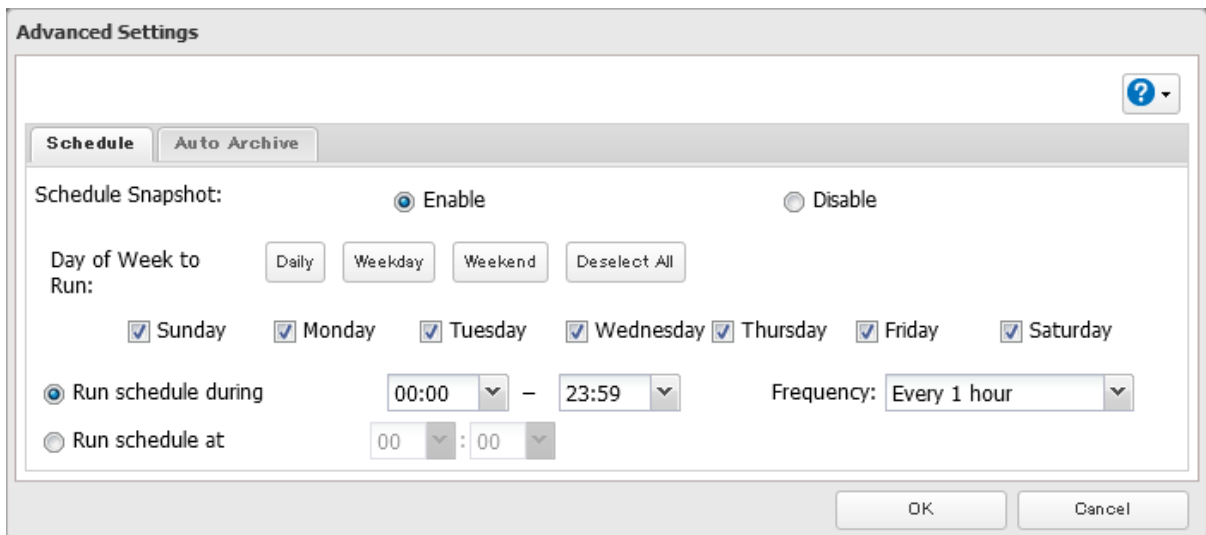 Advanced Settings
Schedule Auto Archive
Schedule Snapshot: Enable Disable
Day of Week to Daily Weekday Weekend Deselect All
Run:
Sunday Monday Tuesday Wednesday Thursday Friday Saturday
Run schedule during 00:00 – 23:59 Frequency: Every 1 hour
Run schedule at 00 : 00
OK Cancel